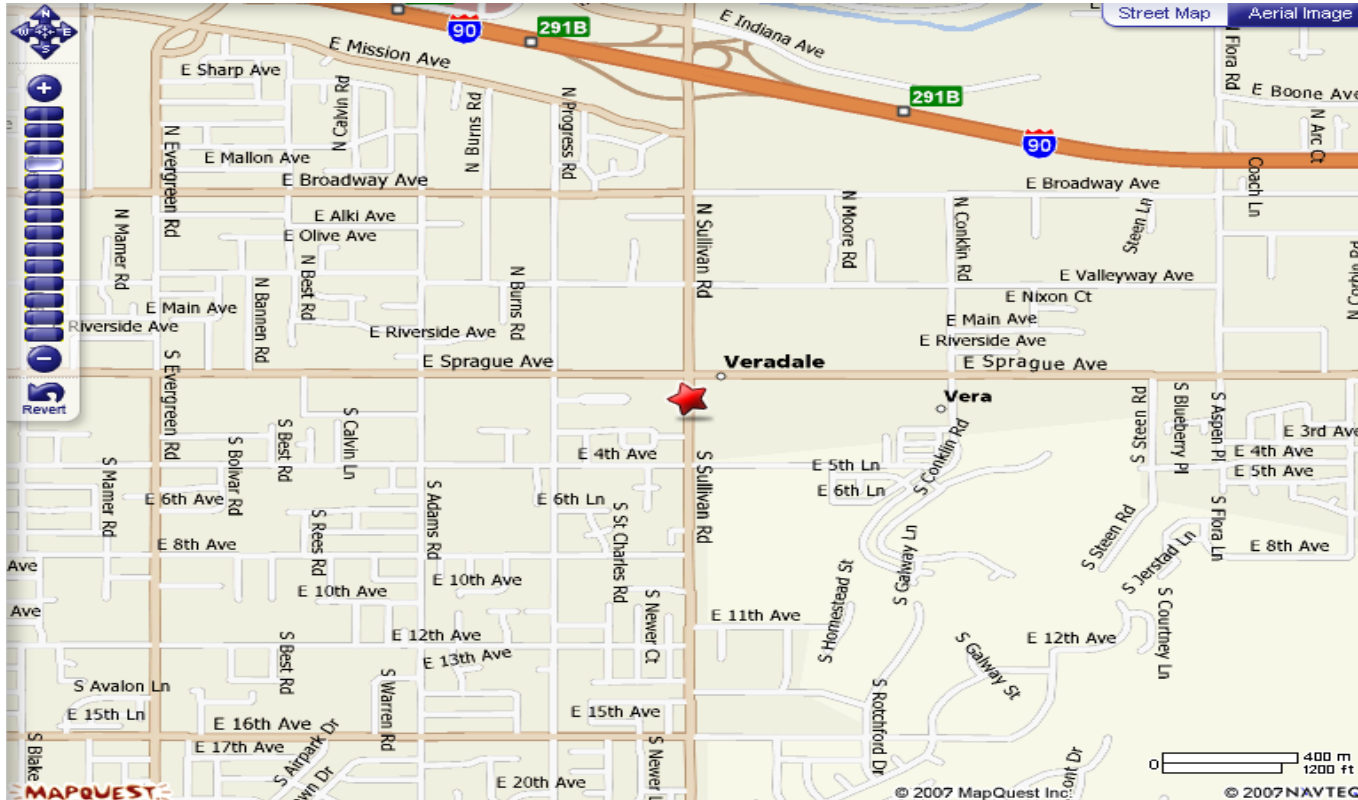 Street Map
Aerial Image
N
W
E
S
Revert
90
291B
E Indiana Ave
E Mission Ave
E Sharp Ave
N Calvin Rd
N Burns Rd
N Progress Rd
291B
90
N Flora Rd
E Boone Ave
N Arc Ct
E Mallon Ave
E Broadway Ave
E Broadway Ave
Coach Ln
N Evergreen Rd
N Mamer Rd
E Alki Ave
E Olive Ave
N Sullivan Rd
N Moore Rd
N Conklin Rd
Steen Ln
N Best Rd
N Bannen Rd
N Burns Rd
E Valleyway Ave
E Nixon Ct
E Main Ave
Riverside Ave
E Riverside Ave
E Main Ave
E Riverside Ave
E Sprague Ave
Veradale
E Sprague Ave
S Evergreen Rd
Vera
S Steen Rd
S Blueberry Pl
S Aspen Pl
S Calvin Ln
S Best Rd
S Bolivar Rd
E 3rd Ave
E 4th Ave
E 4th Ave
E 5th Ln
E 5th Ave
S Mamer Rd
S Conklin Rd
S Sullivan Rd
E 6th Ave
E 6th Ln
E 6th Ln
S Adams Rd
S Rees Rd
S St Charles Rd
S Flora Ln
S Steen Rd
E 8th Ave
E 8th Ave
S Galway Ln
S Jerstad Ln
Ave
E 10th Ave
E 10th Ave
Ave
S Homestead St
S Newer Ct
E 11th Ave
S Courtney Ln
E 12th Ave
E 12th Ave
S Best Rd
E 13th Ave
S Galway St
S Avalon Ln
S Warren Rd
S Rotchford Dr
E 15th Ln
E 15th Ave
E 16th Ave
E 17th Ave
S Blake
S Airpark Dr
S Newer L
E 20th Ave
ont Dr
0
400 m
1200 ft
MAPQUEST
© 2007 MapQuest Inc.
© 2007 NAVTEQ